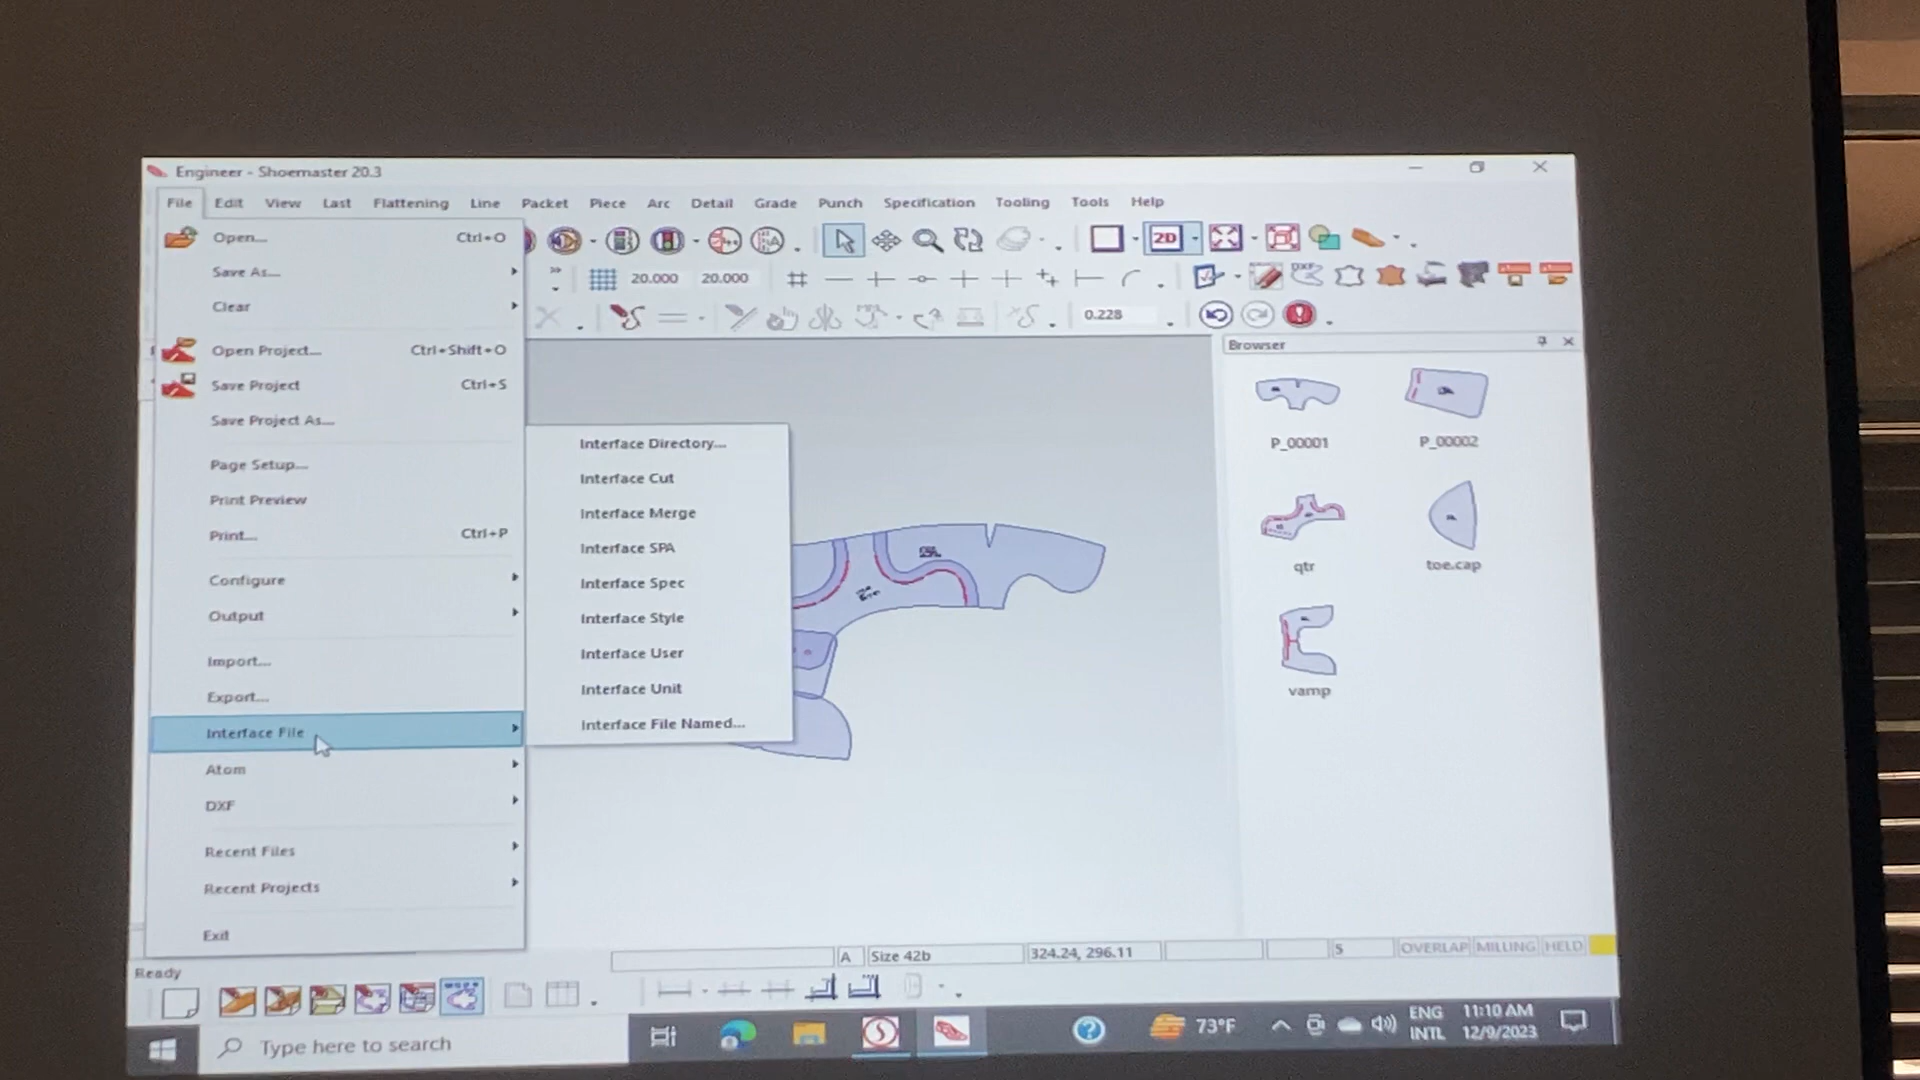 Engineer - Shoemaster 20.3
File Edit View Last Flattening Line Packet Piece Arc Detail Grade Punch Specification Tooling Tools Help
Open... Ctrl+O
Save As...
Clear
Open Project... Ctrl+Shift+O
Save Project Ctrl+S
Save Project As...
Page Setup...
Print Preview
Print... Ctrl+P
Configure
Output
Import...
Export...
Interface File
Atom
DXF
Recent Files
Recent Projects
Exit
Interface Directory...
Interface Cut
Interface Merge
Interface SPA
Interface Spec
Interface Style
Interface User
Interface Unit
Interface File Named...
2D
20.000 20.000
DXF
0.228
Browser
P_00001 P_00002
qtr toe.cap
vamp
A Size 42b 324.24, 296.11 5 OVERLAP MILLING HELD
Ready
Type here to search
73°F
ENG
INTL
11:10 AM
12/9/2023